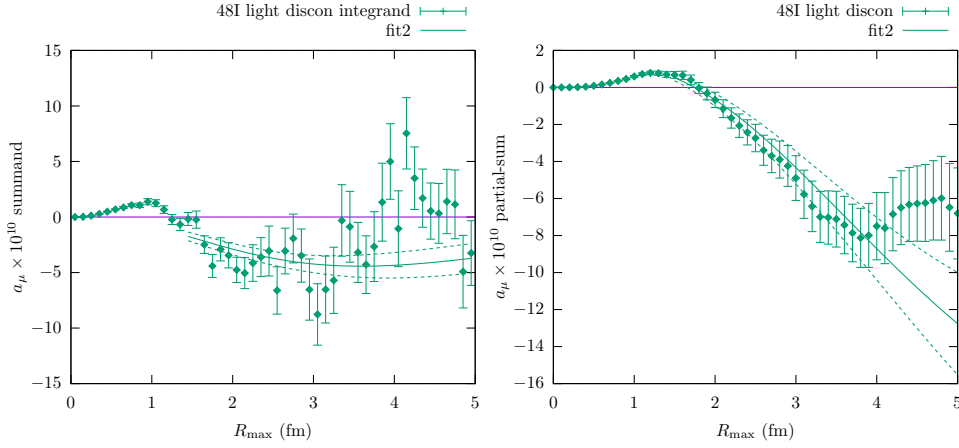 48I light discon integrand
fit2
15
10
5
0
−5
−10
−15
0 1 2 3 4 5
R_max (fm)
a_μ × 10^10 summand
48I light discon
fit2
2
0
−2
−4
−6
−8
−10
−12
−14
−16
0 1 2 3 4 5
R_max (fm)
a_μ × 10^10 partial-sum